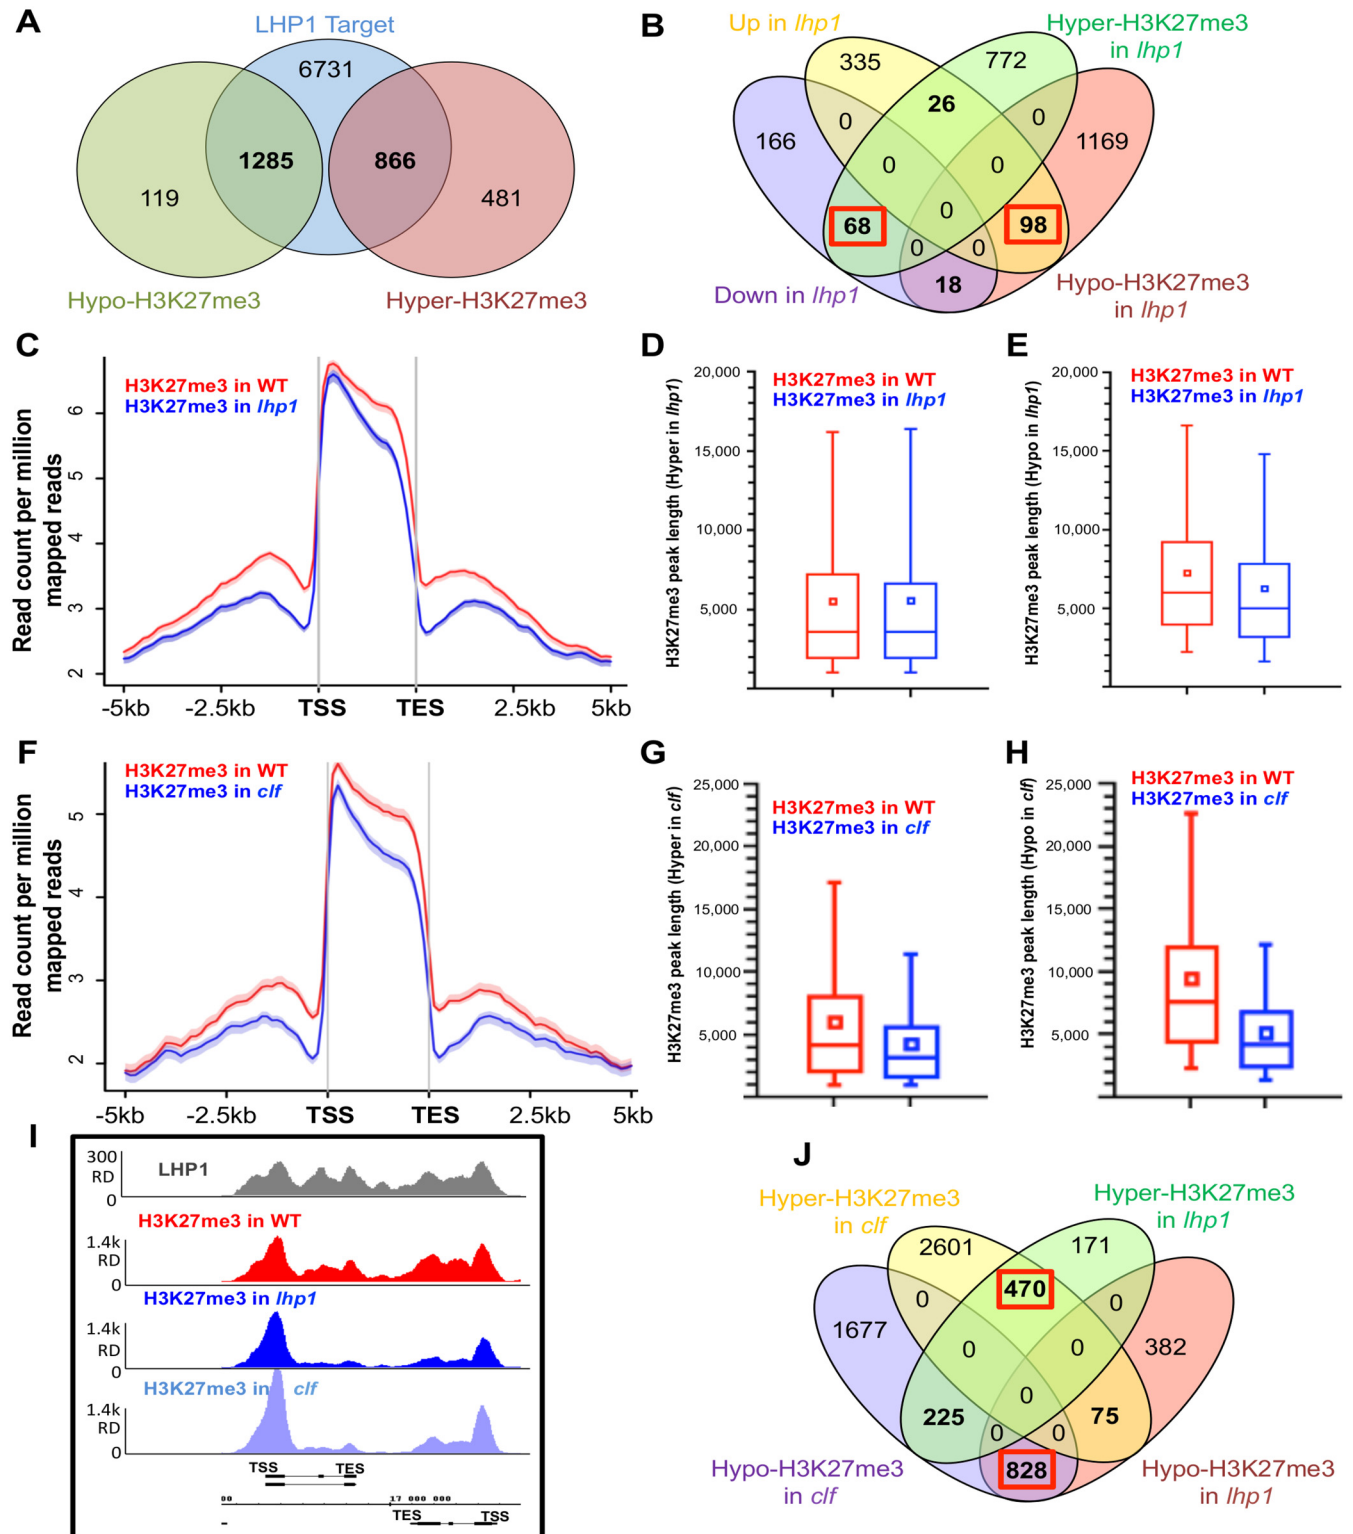 A
LHP1 Target
6731
1285
866
119
481
Hypo-H3K27me3
Hyper-H3K27me3
B
Up in lhp1
Hyper-H3K27me3
in lhp1
335
772
26
0
0
166
1169
0
0
68
0
98
0
0
18
Down in lhp1
Hypo-H3K27me3
in lhp1
C
H3K27me3 in WT
H3K27me3 in lhp1
Read count per million
mapped reads
6
5
4
3
2
-5kb
-2.5kb
TSS
TES
2.5kb
5kb
D
H3K27me3 peak length (Hyper in lhp1)
20,000
15,000
10,000
5,000
H3K27me3 in WT
H3K27me3 in lhp1
E
H3K27me3 peak length (Hypo in lhp1)
20,000
15,000
10,000
5,000
H3K27me3 in WT
H3K27me3 in lhp1
F
H3K27me3 in WT
H3K27me3 in clf
Read count per million
mapped reads
5
4
3
2
-5kb
-2.5kb
TSS
TES
2.5kb
5kb
G
H3K27me3 peak length (Hyper in clf)
25,000
20,000
15,000
10,000
5,000
H3K27me3 in WT
H3K27me3 in clf
H
H3K27me3 peak length (Hypo in clf)
25,000
20,000
15,000
10,000
5,000
H3K27me3 in WT
H3K27me3 in clf
I
300
RD
0
LHP1
H3K27me3 in WT
1.4k
RD
0
H3K27me3 in lhp1
1.4k
RD
0
H3K27me3 in clf
1.4k
RD
0
TSS
TES
00
17 000 000
TES
TSS
J
Hyper-H3K27me3
in clf
Hyper-H3K27me3
in lhp1
2601
171
470
0
0
1677
382
0
0
0
225
75
0
0
828
Hypo-H3K27me3
in clf
Hypo-H3K27me3
in lhp1